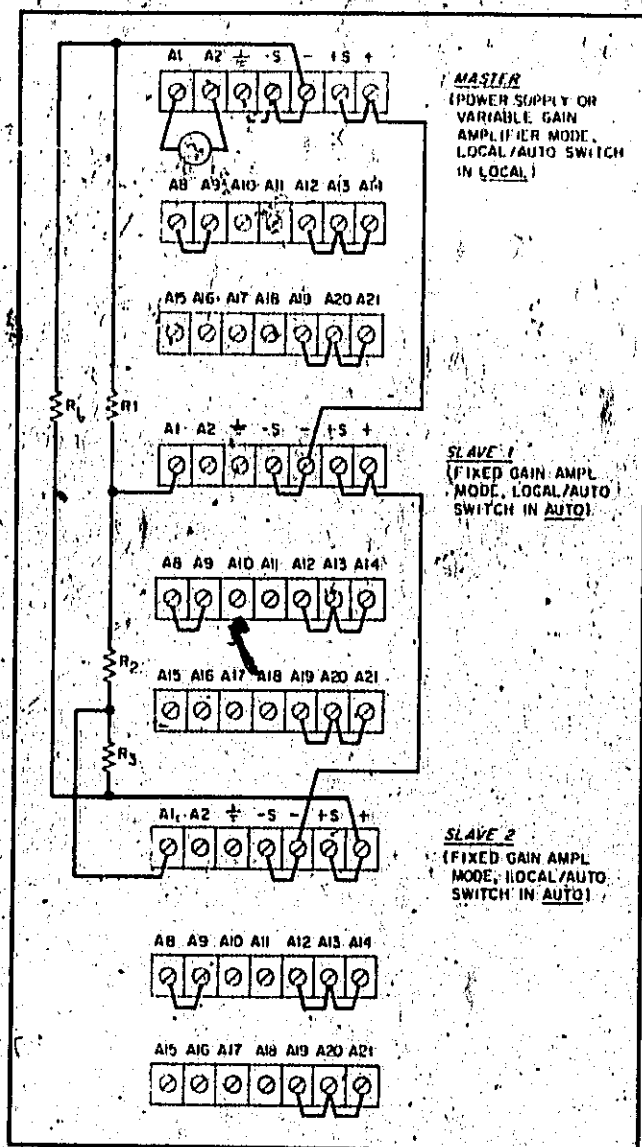 A1 A2 ⏚ -S - +S +
MASTER
(POWER SUPPLY OR
VARIABLE GAIN
AMPLIFIER MODE,
LOCAL/AUTO SWITCH
IN LOCAL)
A8 A9 A10 A11 A12 A13 A14
A15 A16 A17 A18 A19 A20 A21
RL R1
A1 A2 ⏚ -S - +S +
SLAVE 1
(FIXED GAIN AMPL
MODE, LOCAL/AUTO
SWITCH IN AUTO)
A8 A9 A10 A11 A12 A13 A14
R2
A15 A16 A17 A18 A19 A20 A21
R3
A1 A2 ⏚ -S - +S +
SLAVE 2
(FIXED GAIN AMPL
MODE, LOCAL/AUTO
SWITCH IN AUTO)
A8 A9 A10 A11 A12 A13 A14
A15 A16 A17 A18 A19 A20 A21